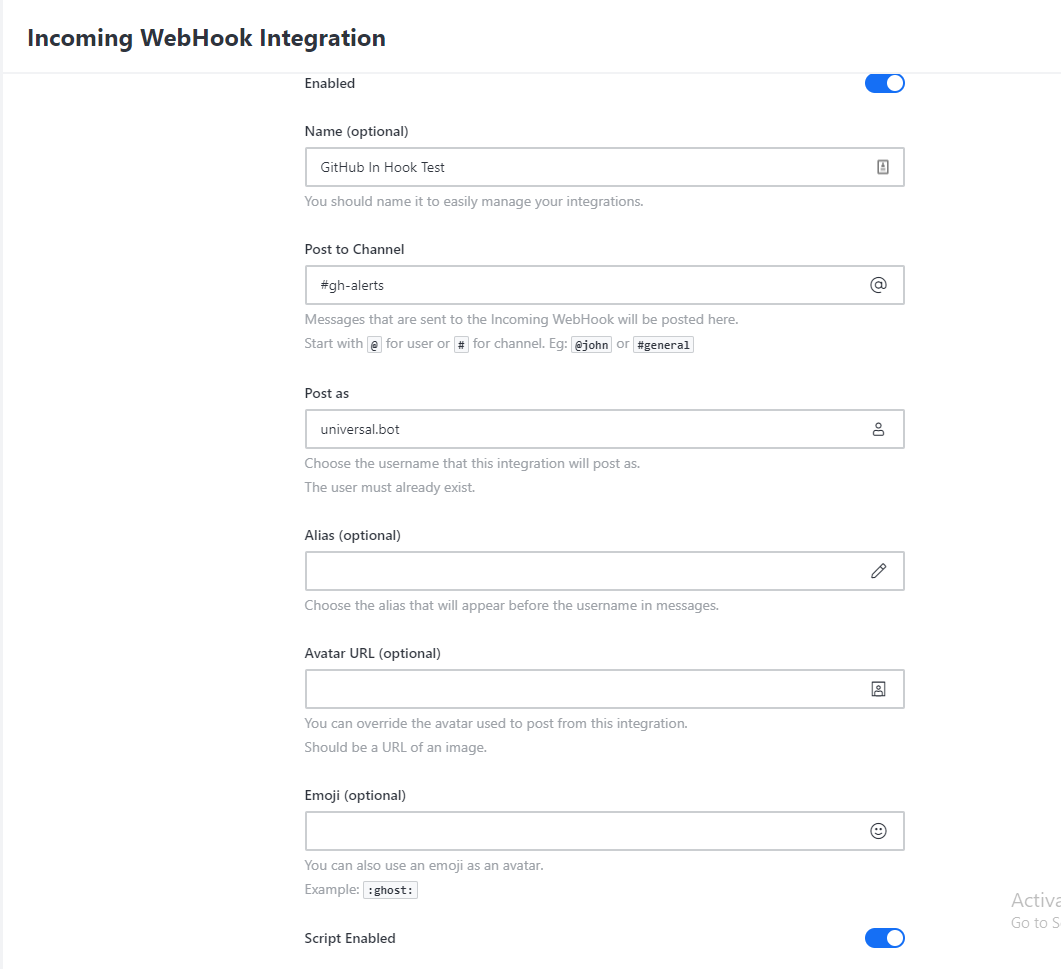 Incoming WebHook Integration
Enabled
Name (optional)
GitHub In Hook Test
You should name it to easily manage your integrations.
Post to Channel
#gh-alerts
Messages that are sent to the Incoming WebHook will be posted here.
Start with @ for user or # for channel. Eg: @john or #general
Post as
universal.bot
Choose the username that this integration will post as.
The user must already exist.
Alias (optional)
Choose the alias that will appear before the username in messages.
Avatar URL (optional)
You can override the avatar used to post from this integration.
Should be a URL of an image.
Emoji (optional)
You can also use an emoji as an avatar.
Example: :ghost:
Activa
Go to S
Script Enabled